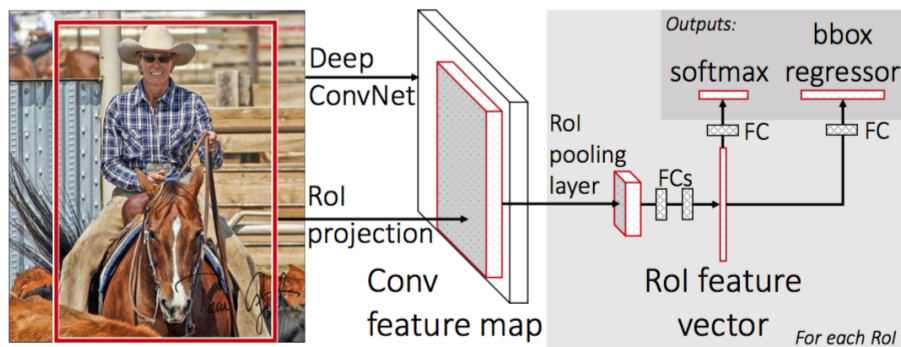 Deep
ConvNet
RoI
projection
Conv
feature map
RoI
pooling
layer
FCs
RoI feature
vector
For each RoI
Outputs:
softmax
bbox
regressor
FC
FC